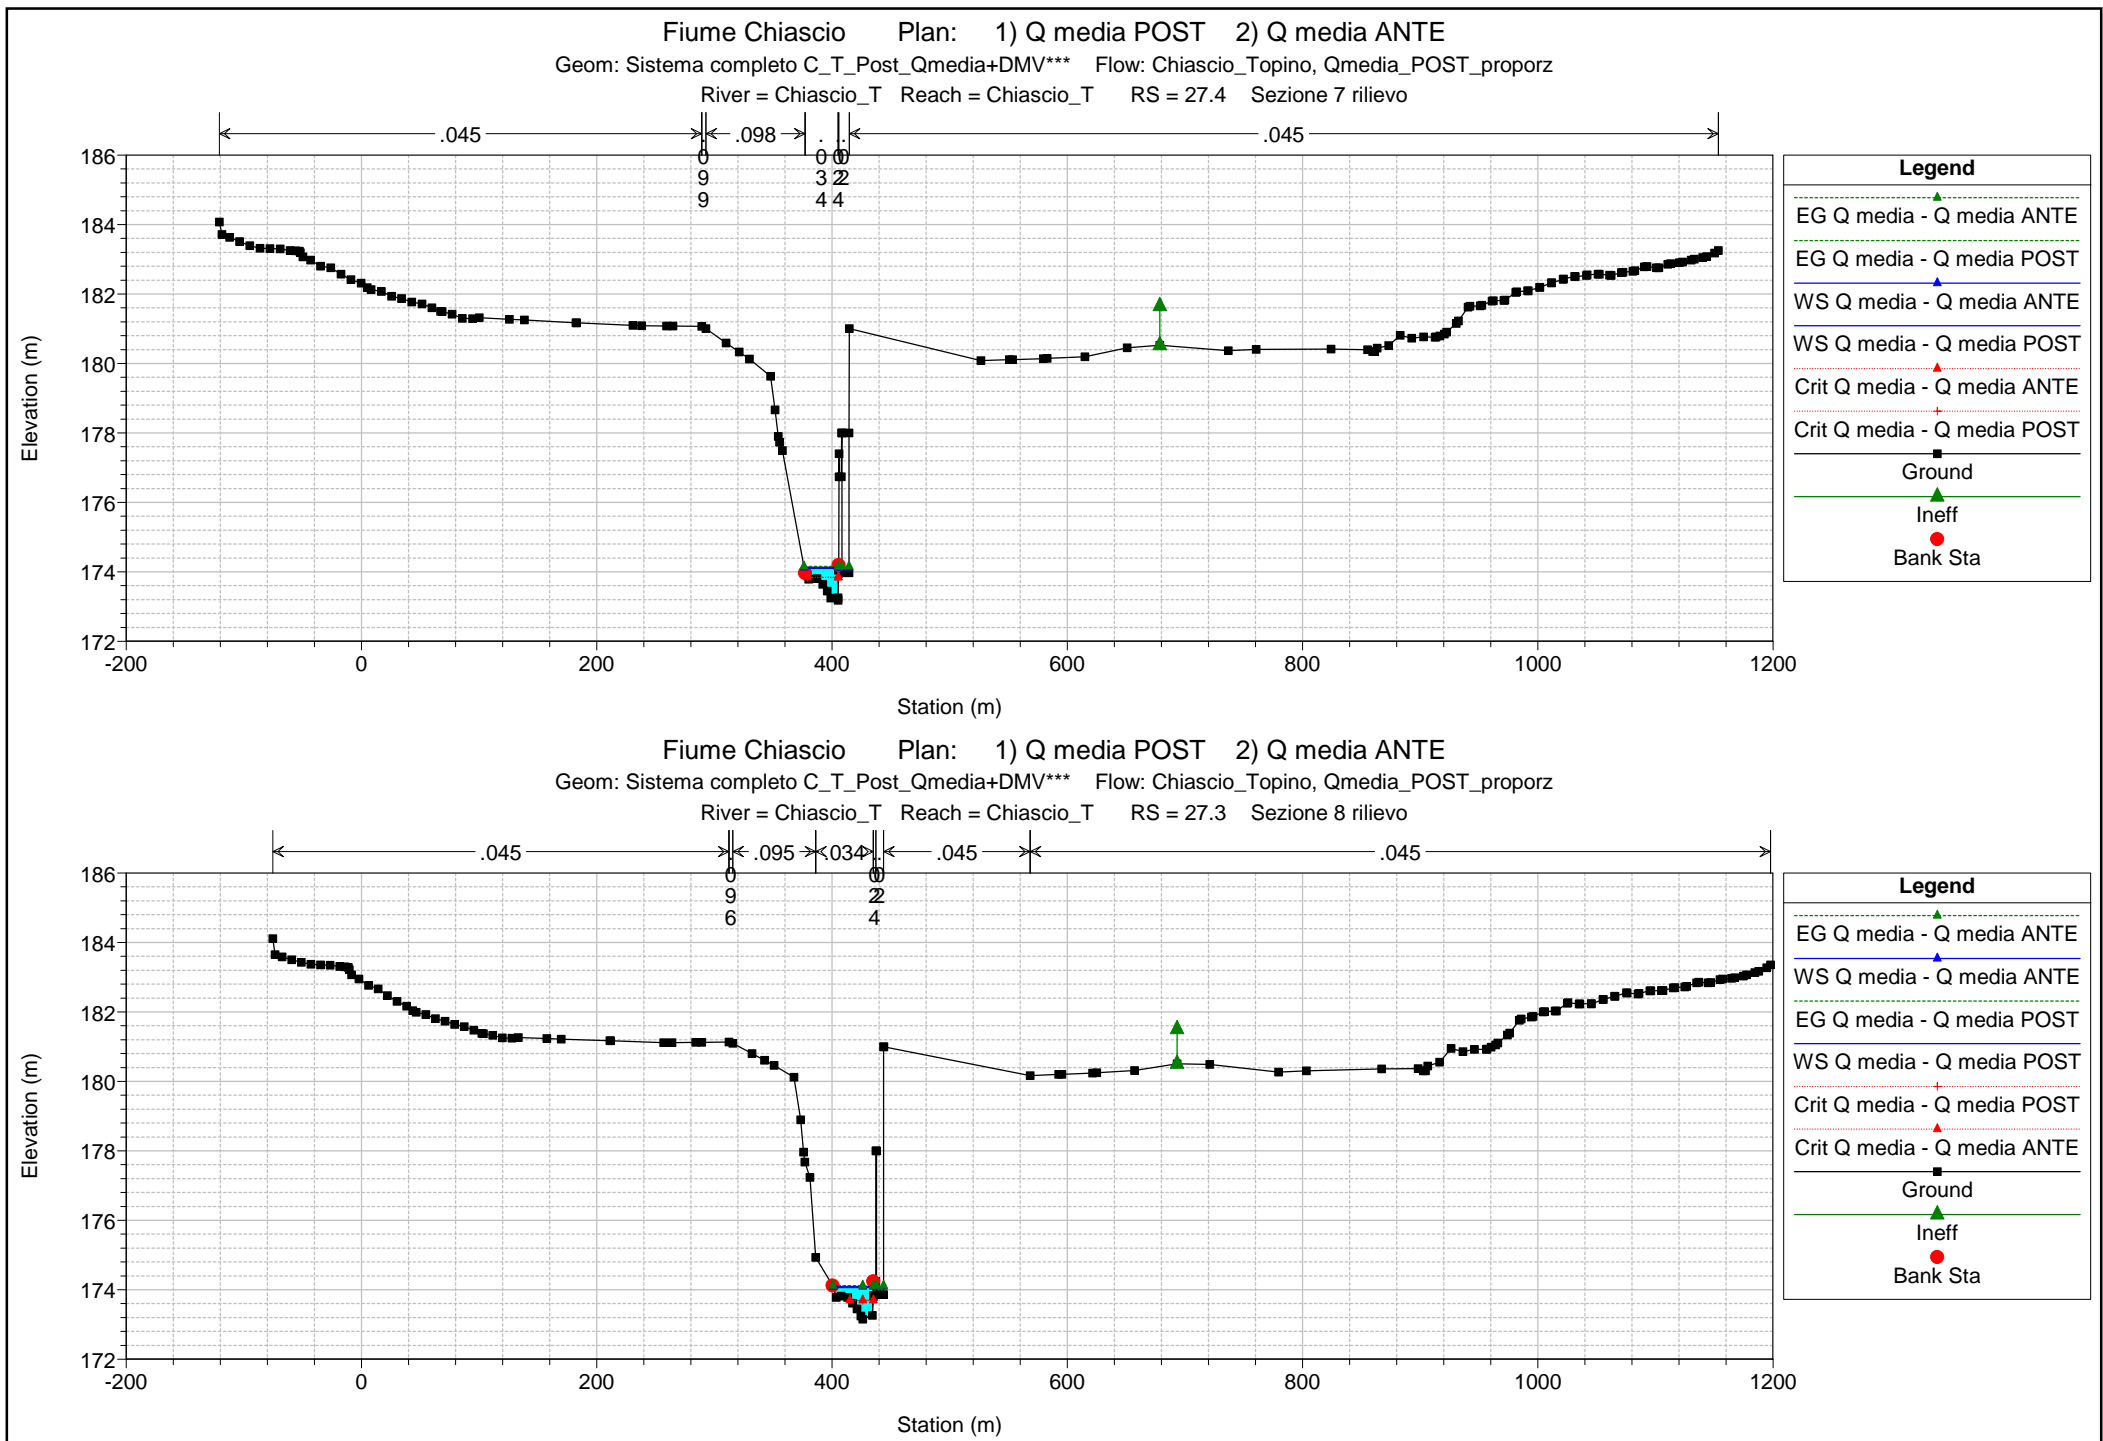 Fiume Chiascio Plan: 1) Q media POST 2) Q media ANTE
Geom: Sistema completo C_T_Post_Qmedia+DMV*** Flow: Chiascio_Topino, Qmedia_POST_proporz
River = Chiascio_T Reach = Chiascio_T RS = 27.4 Sezione 7 rilievo
.045 .099 .098 .034 .024 .02 .045
Elevation (m)
186
184
182
180
178
176
174
172
-200 0 200 400 600 800 1000 1200
Station (m)
Legend
EG Q media - Q media ANTE
EG Q media - Q media POST
WS Q media - Q media ANTE
WS Q media - Q media POST
Crit Q media - Q media ANTE
Crit Q media - Q media POST
Ground
Ineff
Bank Sta
Fiume Chiascio Plan: 1) Q media POST 2) Q media ANTE
Geom: Sistema completo C_T_Post_Qmedia+DMV*** Flow: Chiascio_Topino, Qmedia_POST_proporz
River = Chiascio_T Reach = Chiascio_T RS = 27.3 Sezione 8 rilievo
.045 .096 .095 .034 .024 .02 .045 .045
Elevation (m)
186
184
182
180
178
176
174
172
-200 0 200 400 600 800 1000 1200
Station (m)
Legend
EG Q media - Q media ANTE
WS Q media - Q media ANTE
EG Q media - Q media POST
WS Q media - Q media POST
Crit Q media - Q media POST
Crit Q media - Q media ANTE
Ground
Ineff
Bank Sta